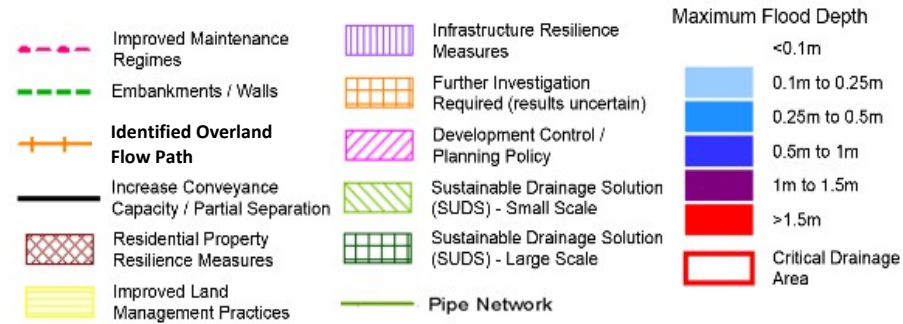 Improved Maintenance
Regimes
Embankments / Walls
Identified Overland
Flow Path
Increase Conveyance
Capacity / Partial Separation
Residential Property
Resilience Measures
Improved Land
Management Practices
Infrastructure Resilience
Measures
Further Investigation
Required (results uncertain)
Development Control /
Planning Policy
Sustainable Drainage Solution
(SUDS) - Small Scale
Sustainable Drainage Solution
(SUDS) - Large Scale
Pipe Network
Maximum Flood Depth
<0.1m
0.1m to 0.25m
0.25m to 0.5m
0.5m to 1m
1m to 1.5m
>1.5m
Critical Drainage
Area